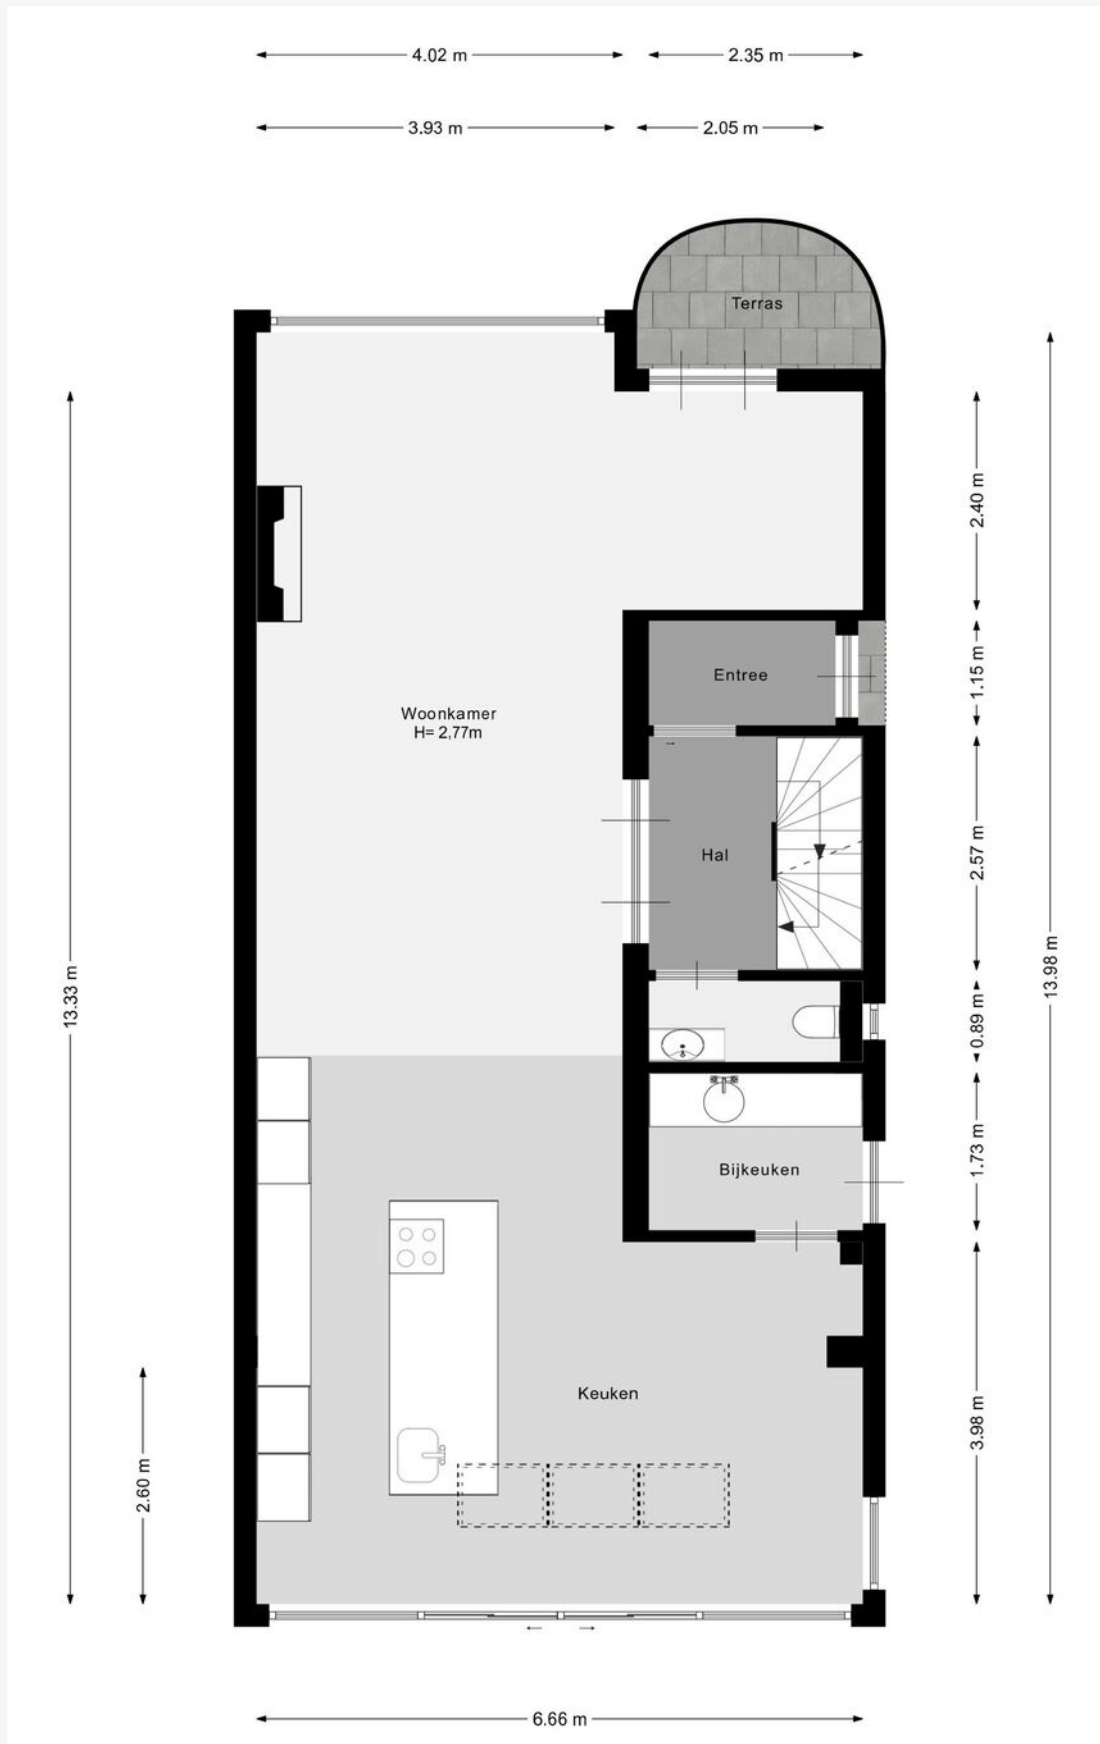 4.02 m
2.35 m
3.93 m
2.05 m
Terras
2.40 m
Entree
1.15 m
Woonkamer
H= 2,77m
Hal
2.57 m
13.33 m
13.98 m
0.89 m
Bijkeuken
1.73 m
Keuken
3.98 m
2.60 m
6.66 m